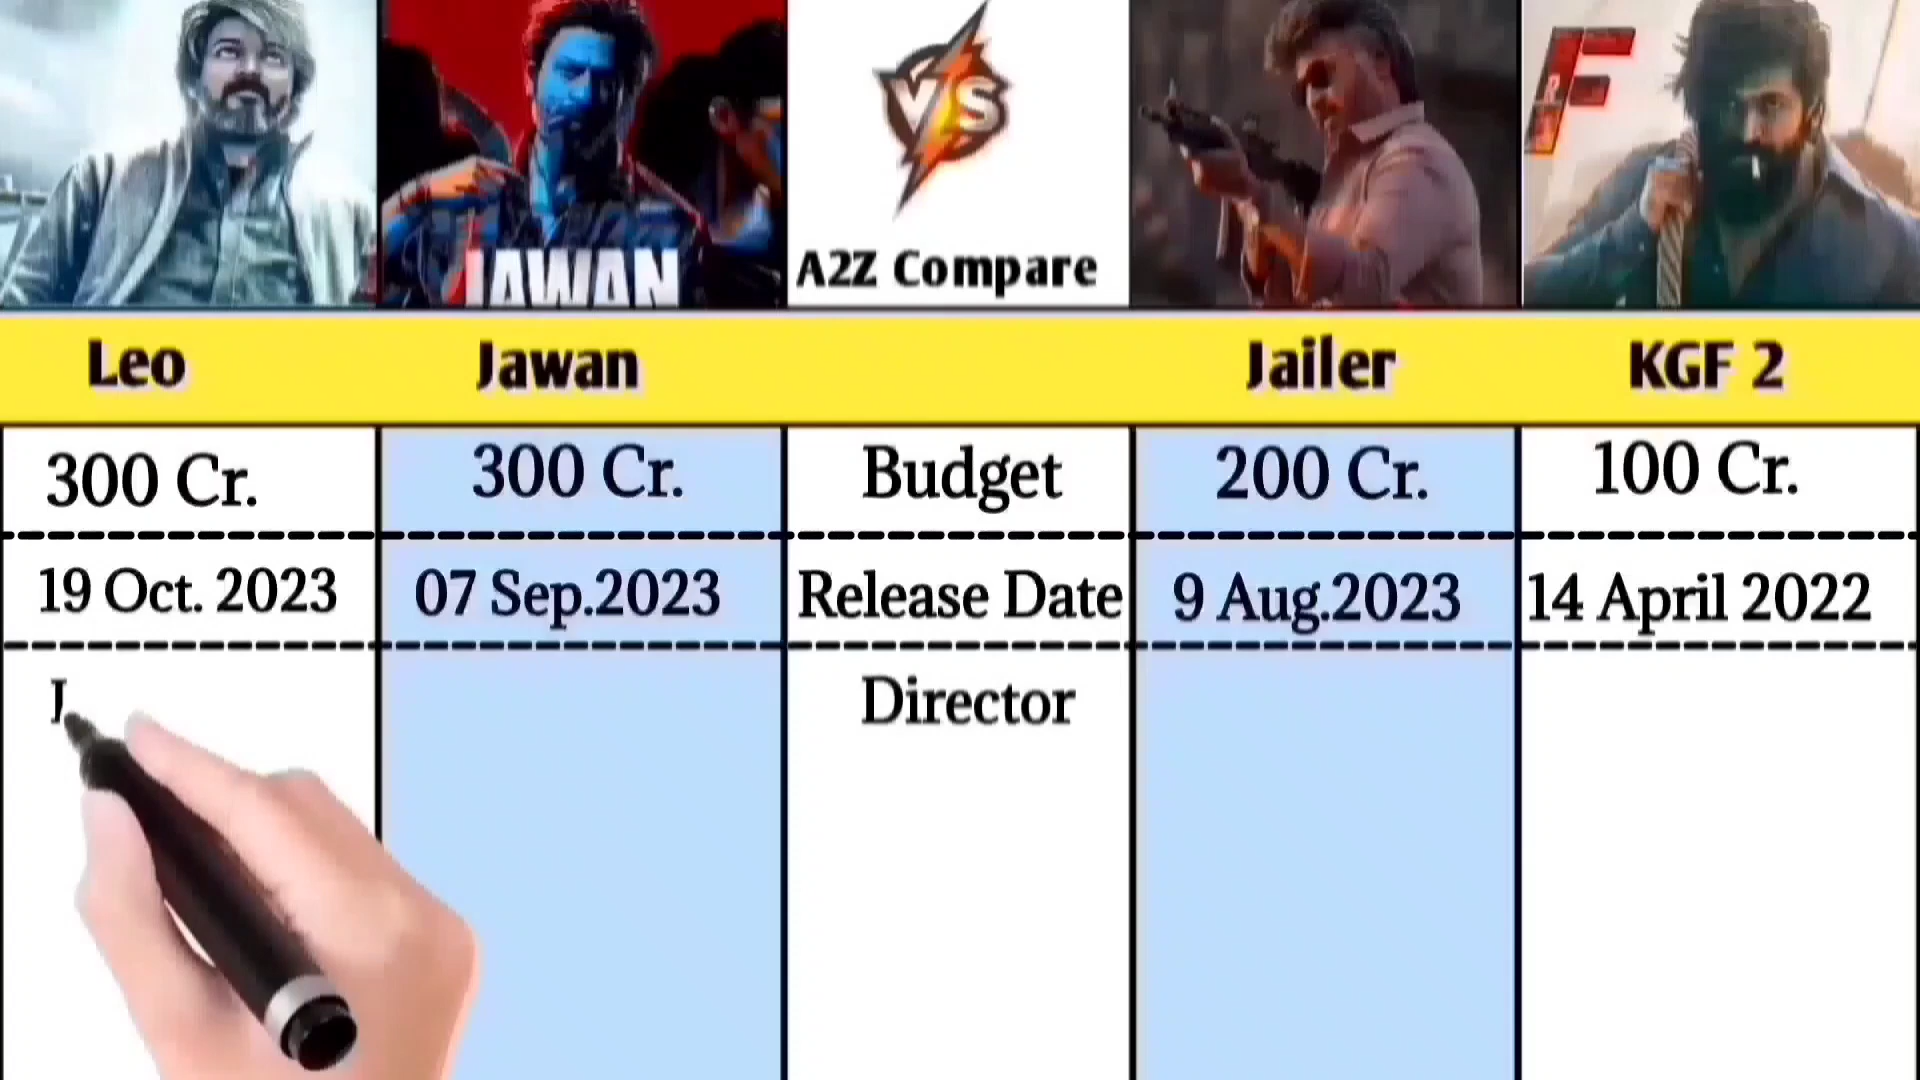 VS
JAWAN
A2Z Compare
F
Leo
Jawan
Jailer
KGF 2
300 Cr.
300 Cr.
Budget
200 Cr.
100 Cr.
19 Oct. 2023
07 Sep.2023
Release Date
9 Aug.2023
14 April 2022
Director